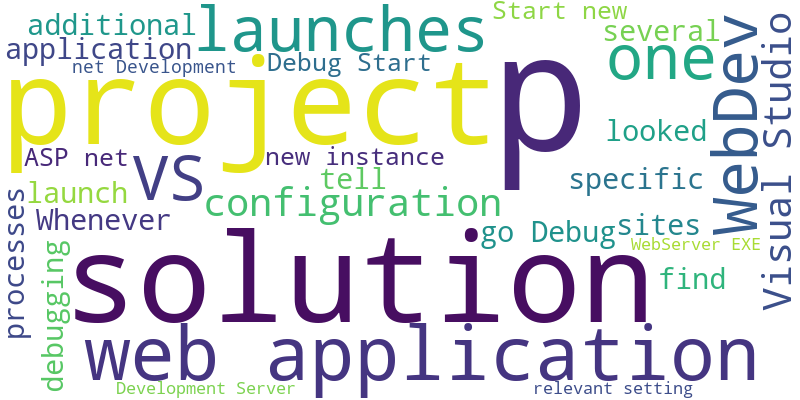 Start new
additional
launches
several
application
one
net Development
Debug Start
project
p
WebDev
Visual Studio
looked
ASP net
VS
new instance
tell
specific
launch
configuration
processes
Whenever
go Debug
sites
WebServer EXE
debugging
solution
find
web application
Development Server
relevant setting